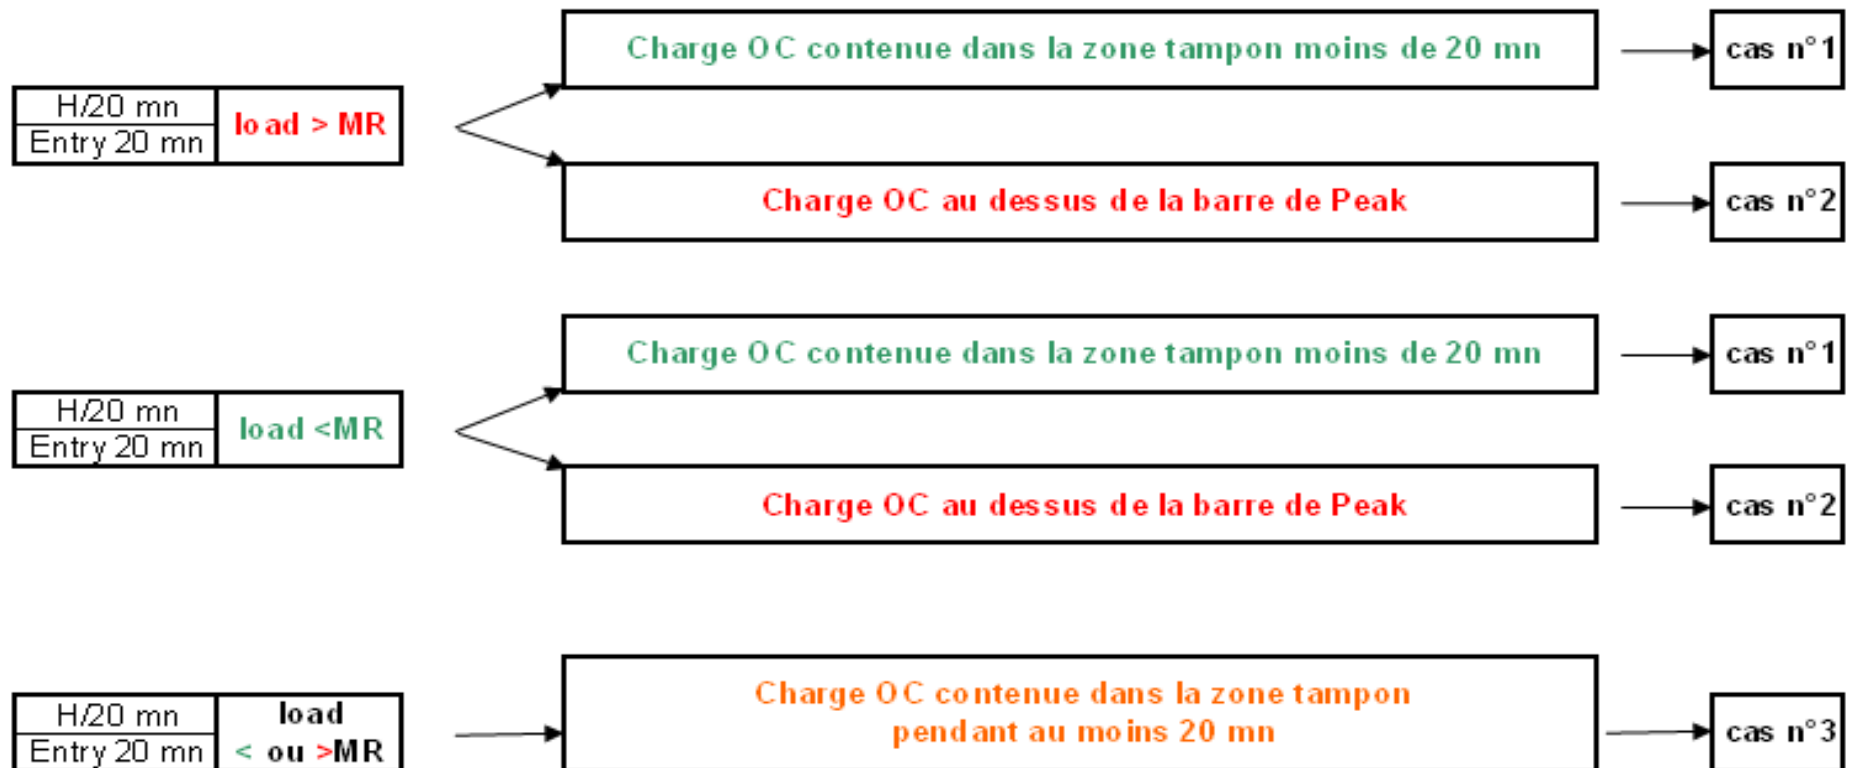 Charge OC contenue dans la zone tampon moins de 20 mn
cas n°1
H/20 mn
Entry 20 mn
load > MR
Charge OC au dessus de la barre de Peak
cas n°2
Charge OC contenue dans la zone tampon moins de 20 mn
cas n°1
H/20 mn
Entry 20 mn
load <MR
Charge OC au dessus de la barre de Peak
cas n°2
H/20 mn
Entry 20 mn
load
< ou >MR
Charge OC contenue dans la zone tampon
pendant au moins 20 mn
cas n°3